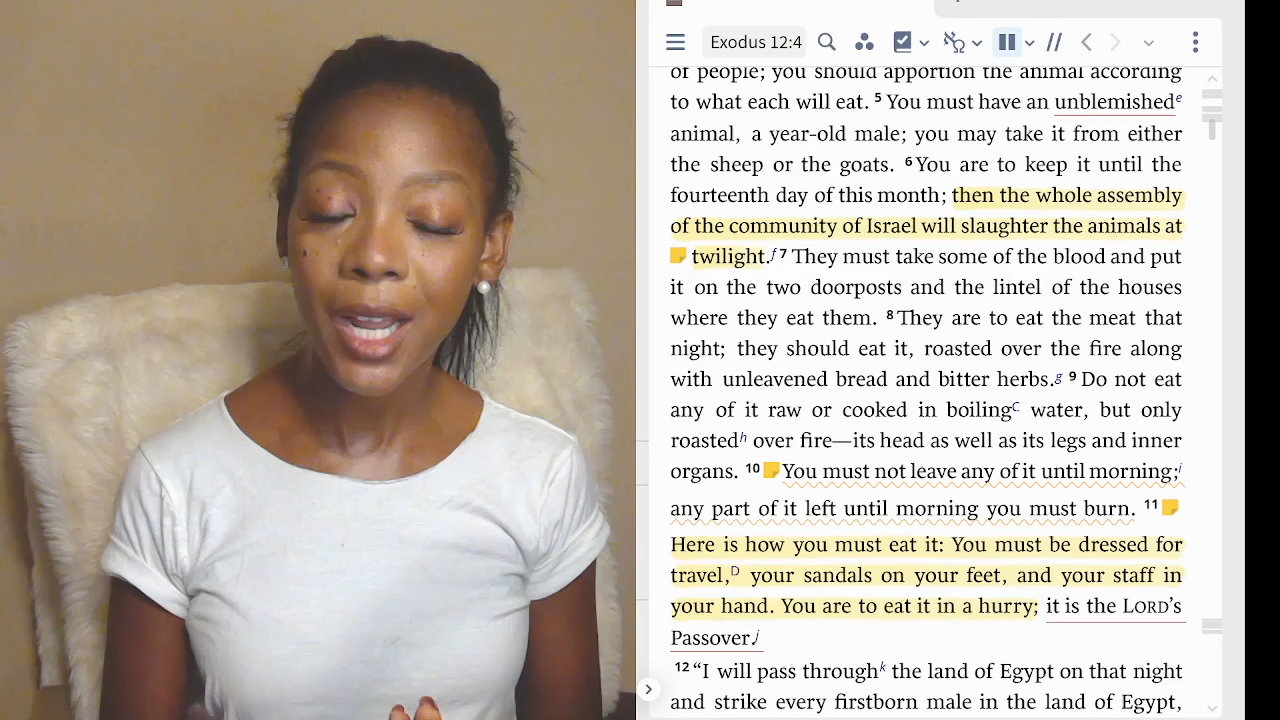 Exodus 12:4
of people; you should apportion the animal according
to what each will eat. 5 You must have an unblemishede
animal, a year-old male; you may take it from either
the sheep or the goats. 6 You are to keep it until the
fourteenth day of this month; then the whole assembly
of the community of Israel will slaughter the animals at
twilight.f 7 They must take some of the blood and put
it on the two doorposts and the lintel of the houses
where they eat them. 8 They are to eat the meat that
night; they should eat it, roasted over the fire along
with unleavened bread and bitter herbs.g 9 Do not eat
any of it raw or cooked in boilingC water, but only
roastedh over fire—its head as well as its legs and inner
organs. 10 You must not leave any of it until morning;i
any part of it left until morning you must burn. 11
Here is how you must eat it: You must be dressed for
travel,D your sandals on your feet, and your staff in
your hand. You are to eat it in a hurry; it is the LORD's
Passover.j
12 “I will pass throughk the land of Egypt on that night
and strike every firstborn male in the land of Egypt,